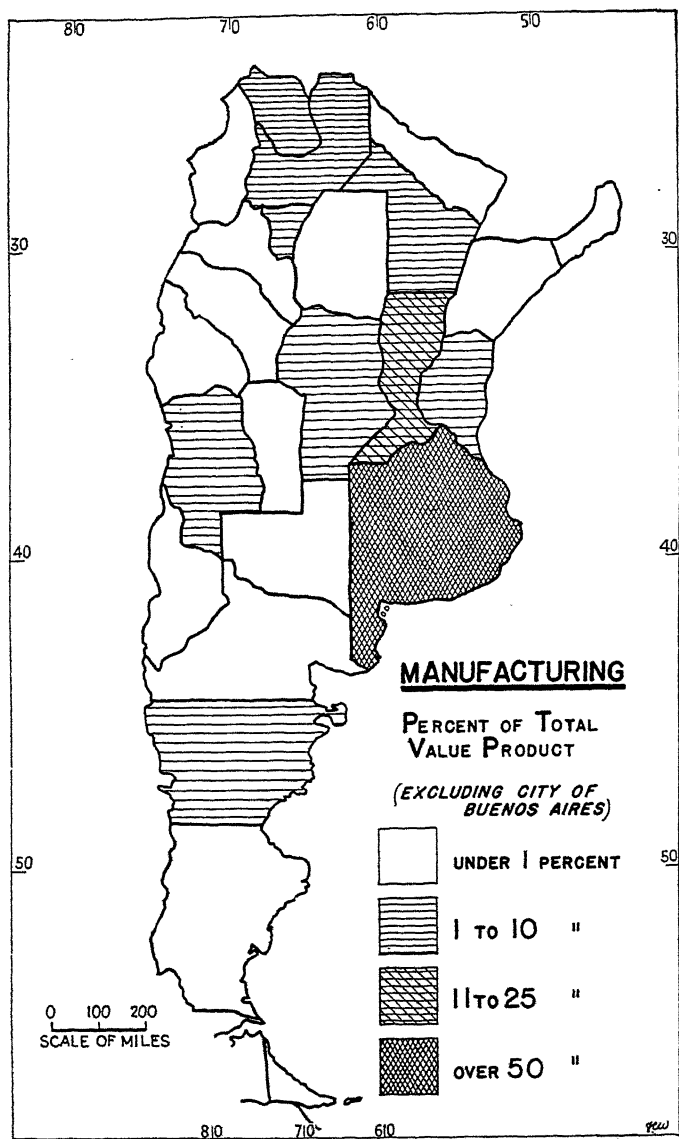 80 70 60 50
30 30
40 40
MANUFACTURING
PERCENT OF TOTAL
VALUE PRODUCT
(EXCLUDING CITY OF
BUENOS AIRES)
50 50
UNDER 1 PERCENT
1 TO 10 "
11 TO 25 "
OVER 50 "
0 100 200
SCALE OF MILES
80 70 60